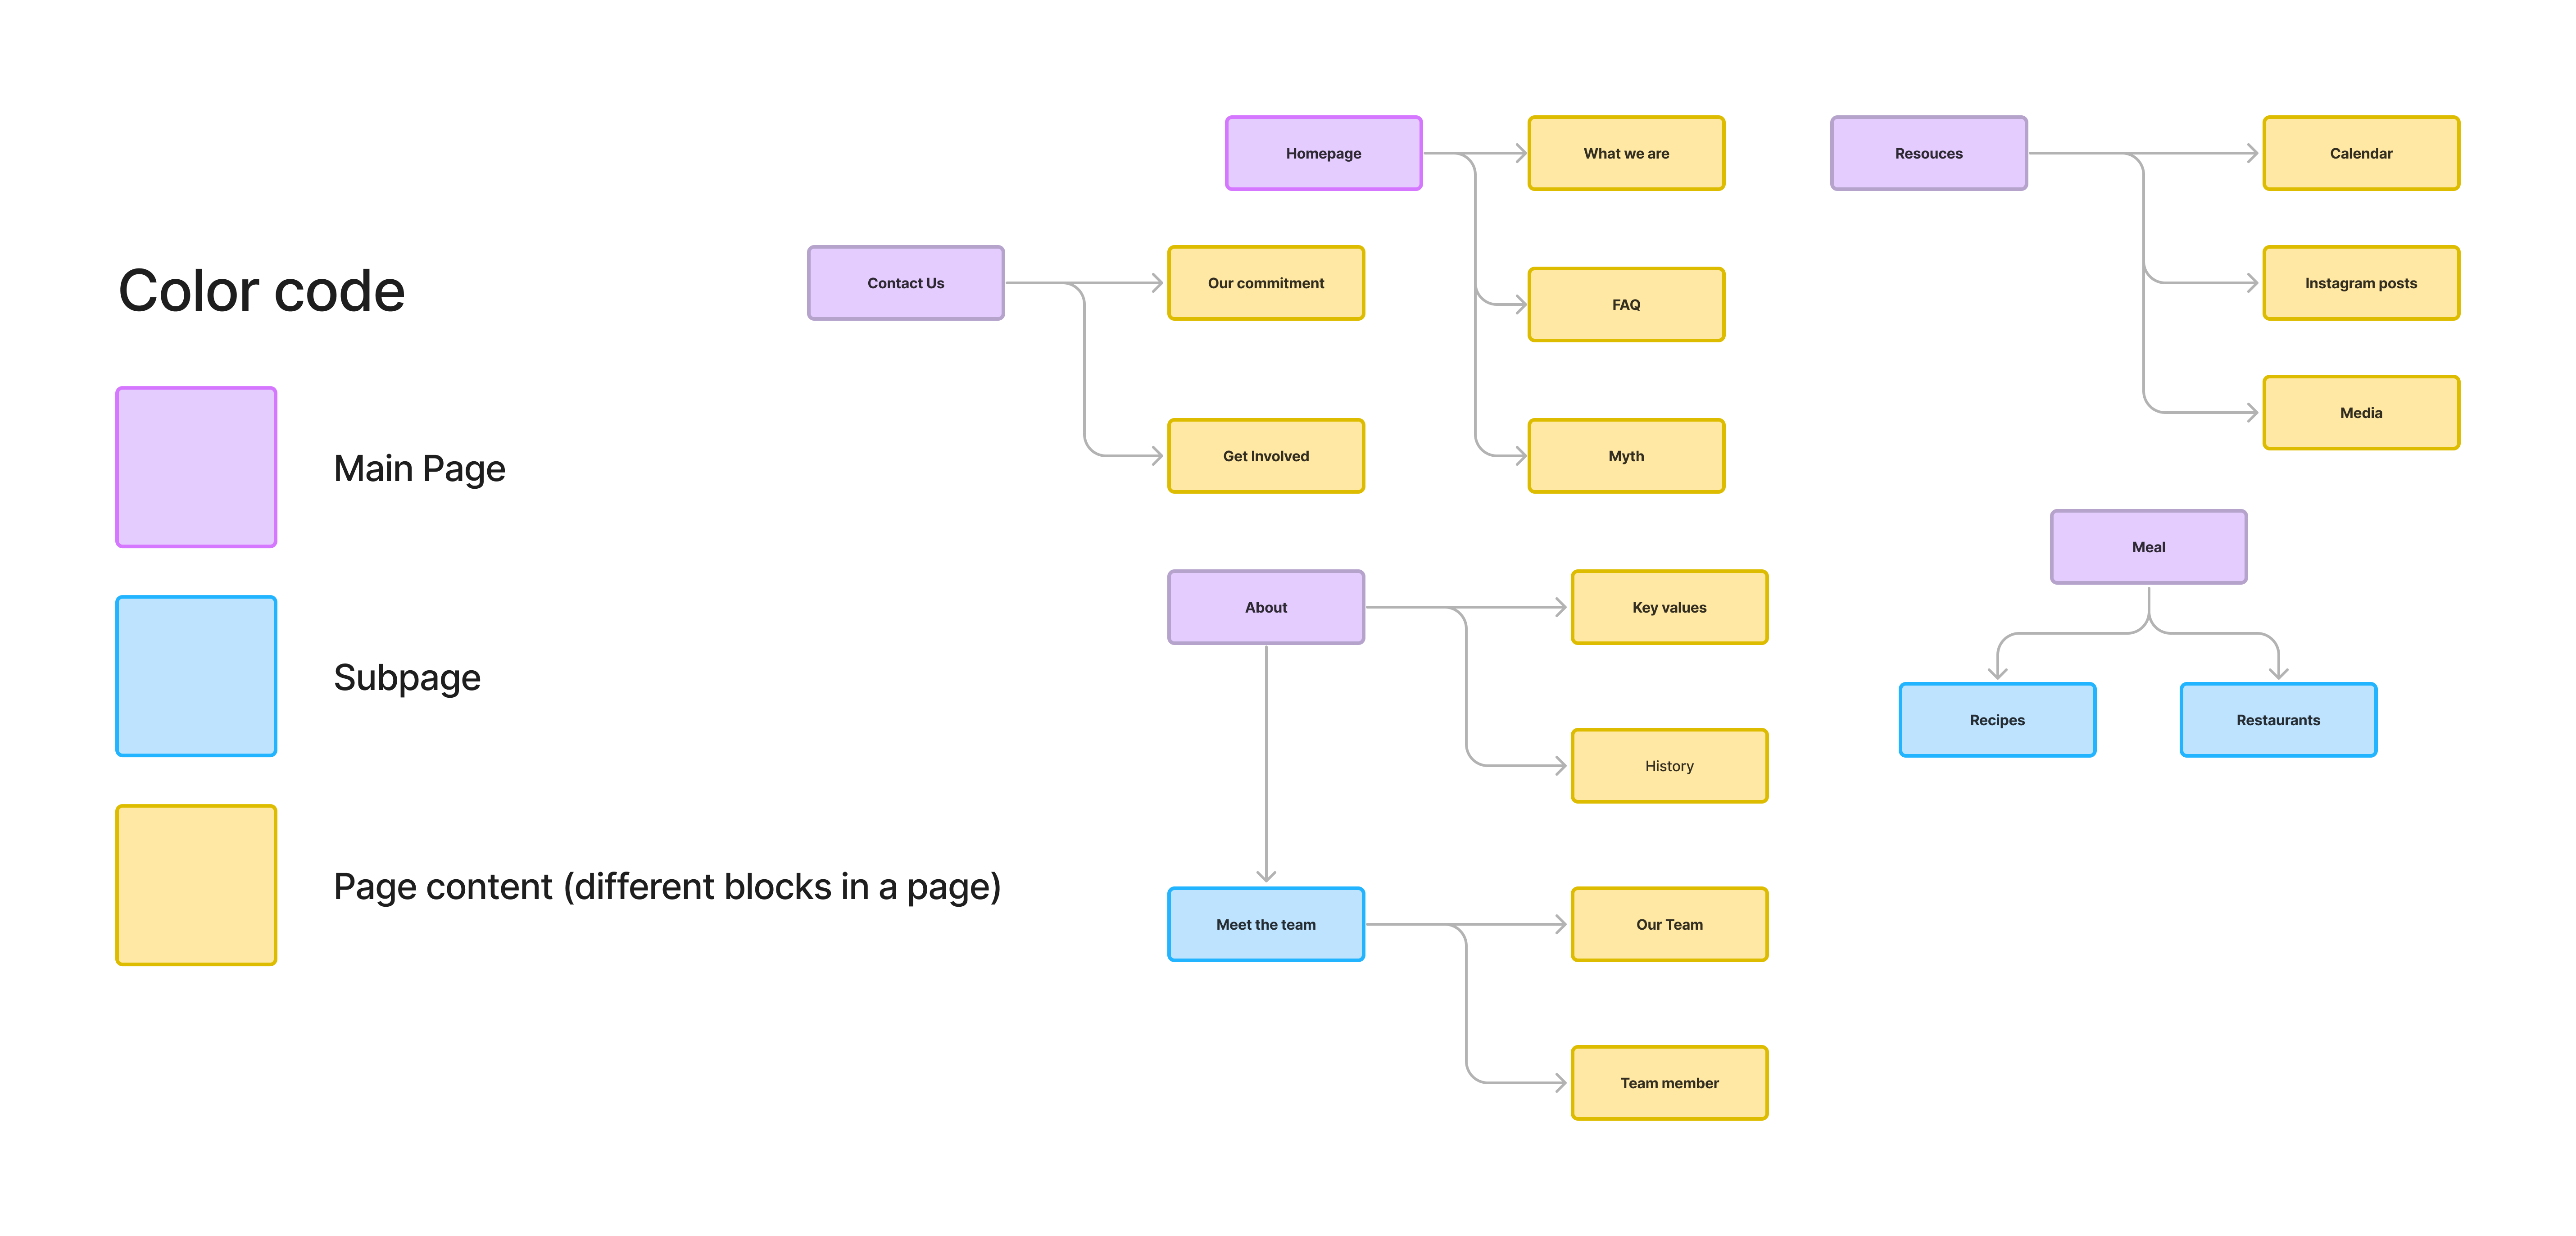 Color code
Main Page
Subpage
Page content (different blocks in a page)
Contact Us
Our commitment
Get Involved
Homepage
What we are
FAQ
Myth
Resouces
Calendar
Instagram posts
Media
About
Key values
History
Meet the team
Our Team
Team member
Meal
Recipes
Restaurants